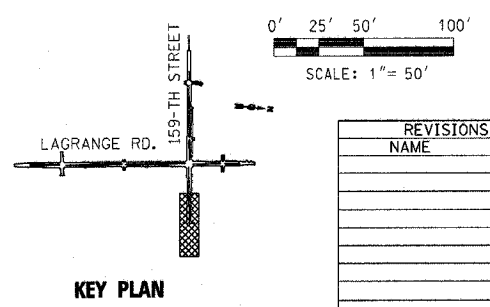 0' 25' 50' 100'
SCALE: 1"= 50'
159-TH STREET
LAGRANGE RD.
KEY PLAN
REVISIONS
NAME